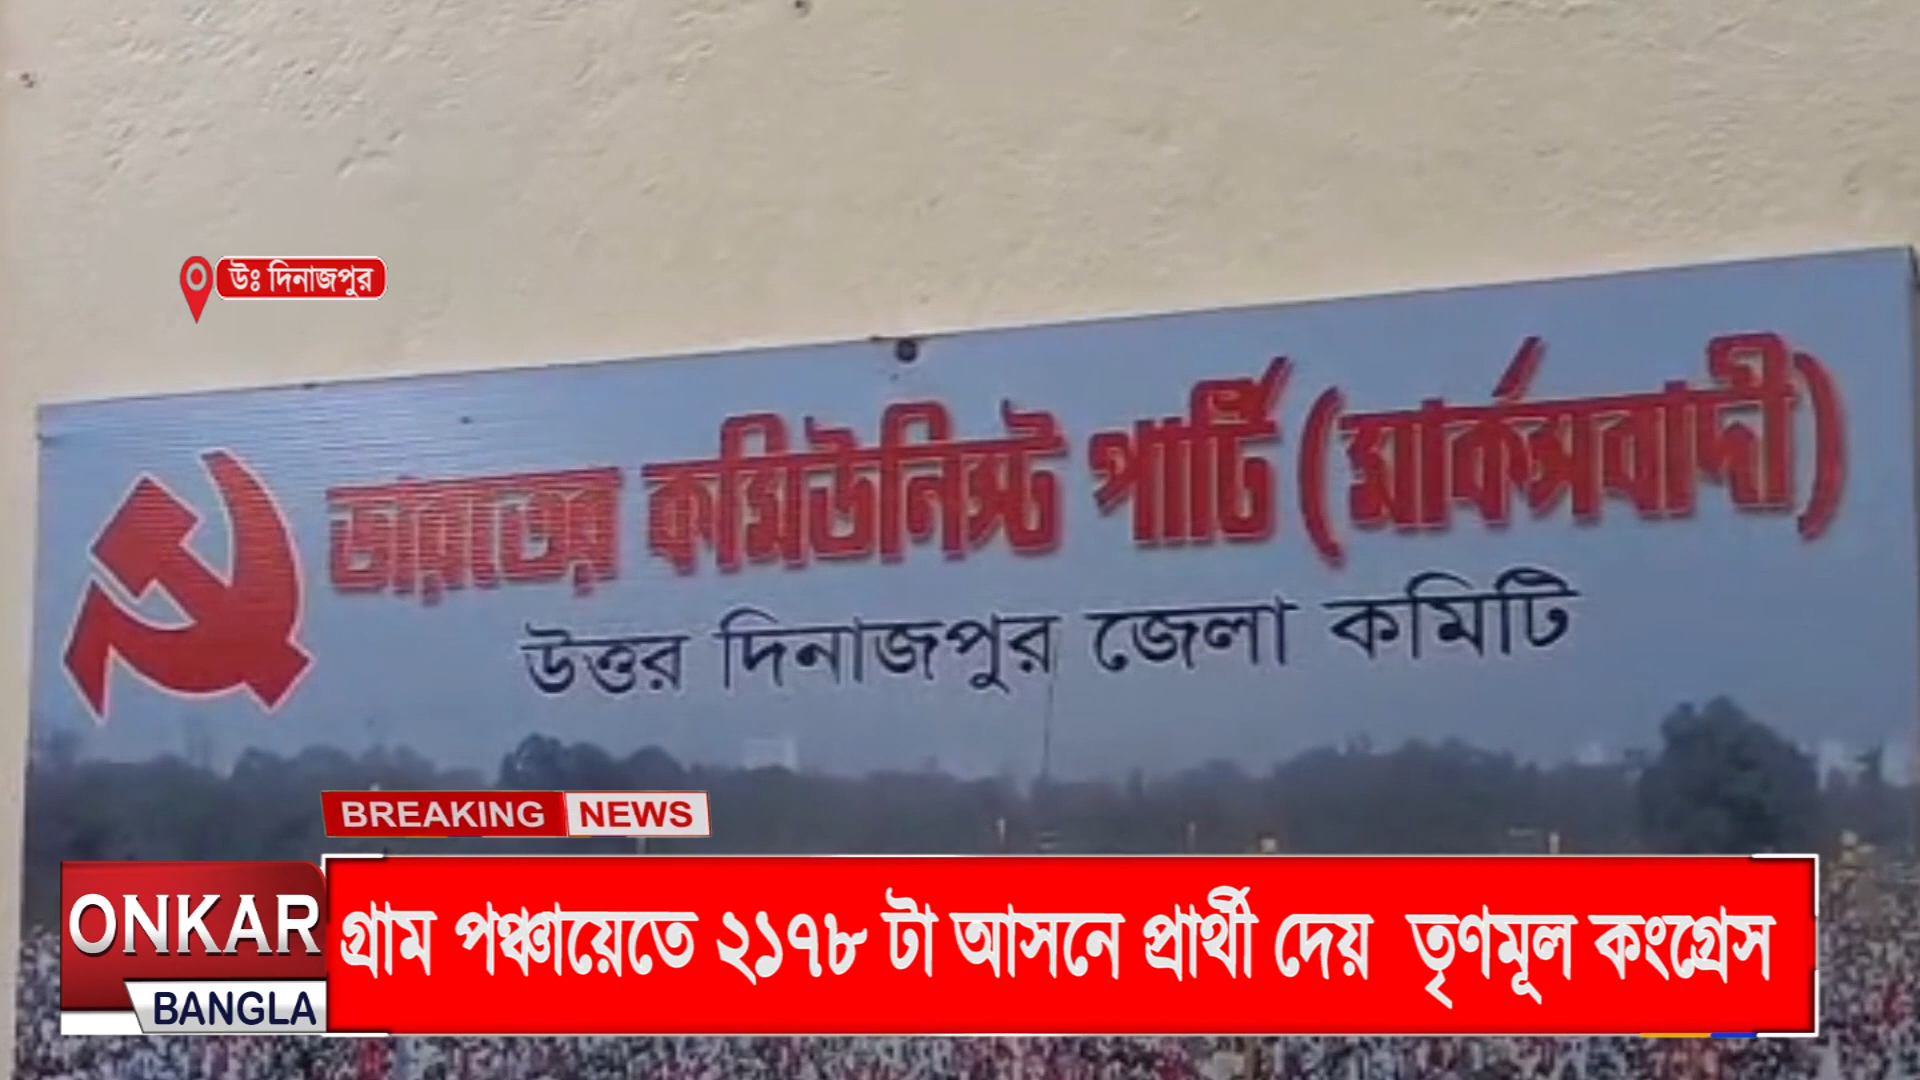 উঃ দিনাজপুর
ভারতের কমিউনিস্ট পার্টি (মার্কসবাদী)
উত্তর দিনাজপুর জেলা কমিটি
BREAKING NEWS
ONKAR
BANGLA
গ্রাম পঞ্চায়েতে ২১৭৮ টা আসনে প্রার্থী দেয় তৃণমূল কংগ্রেস